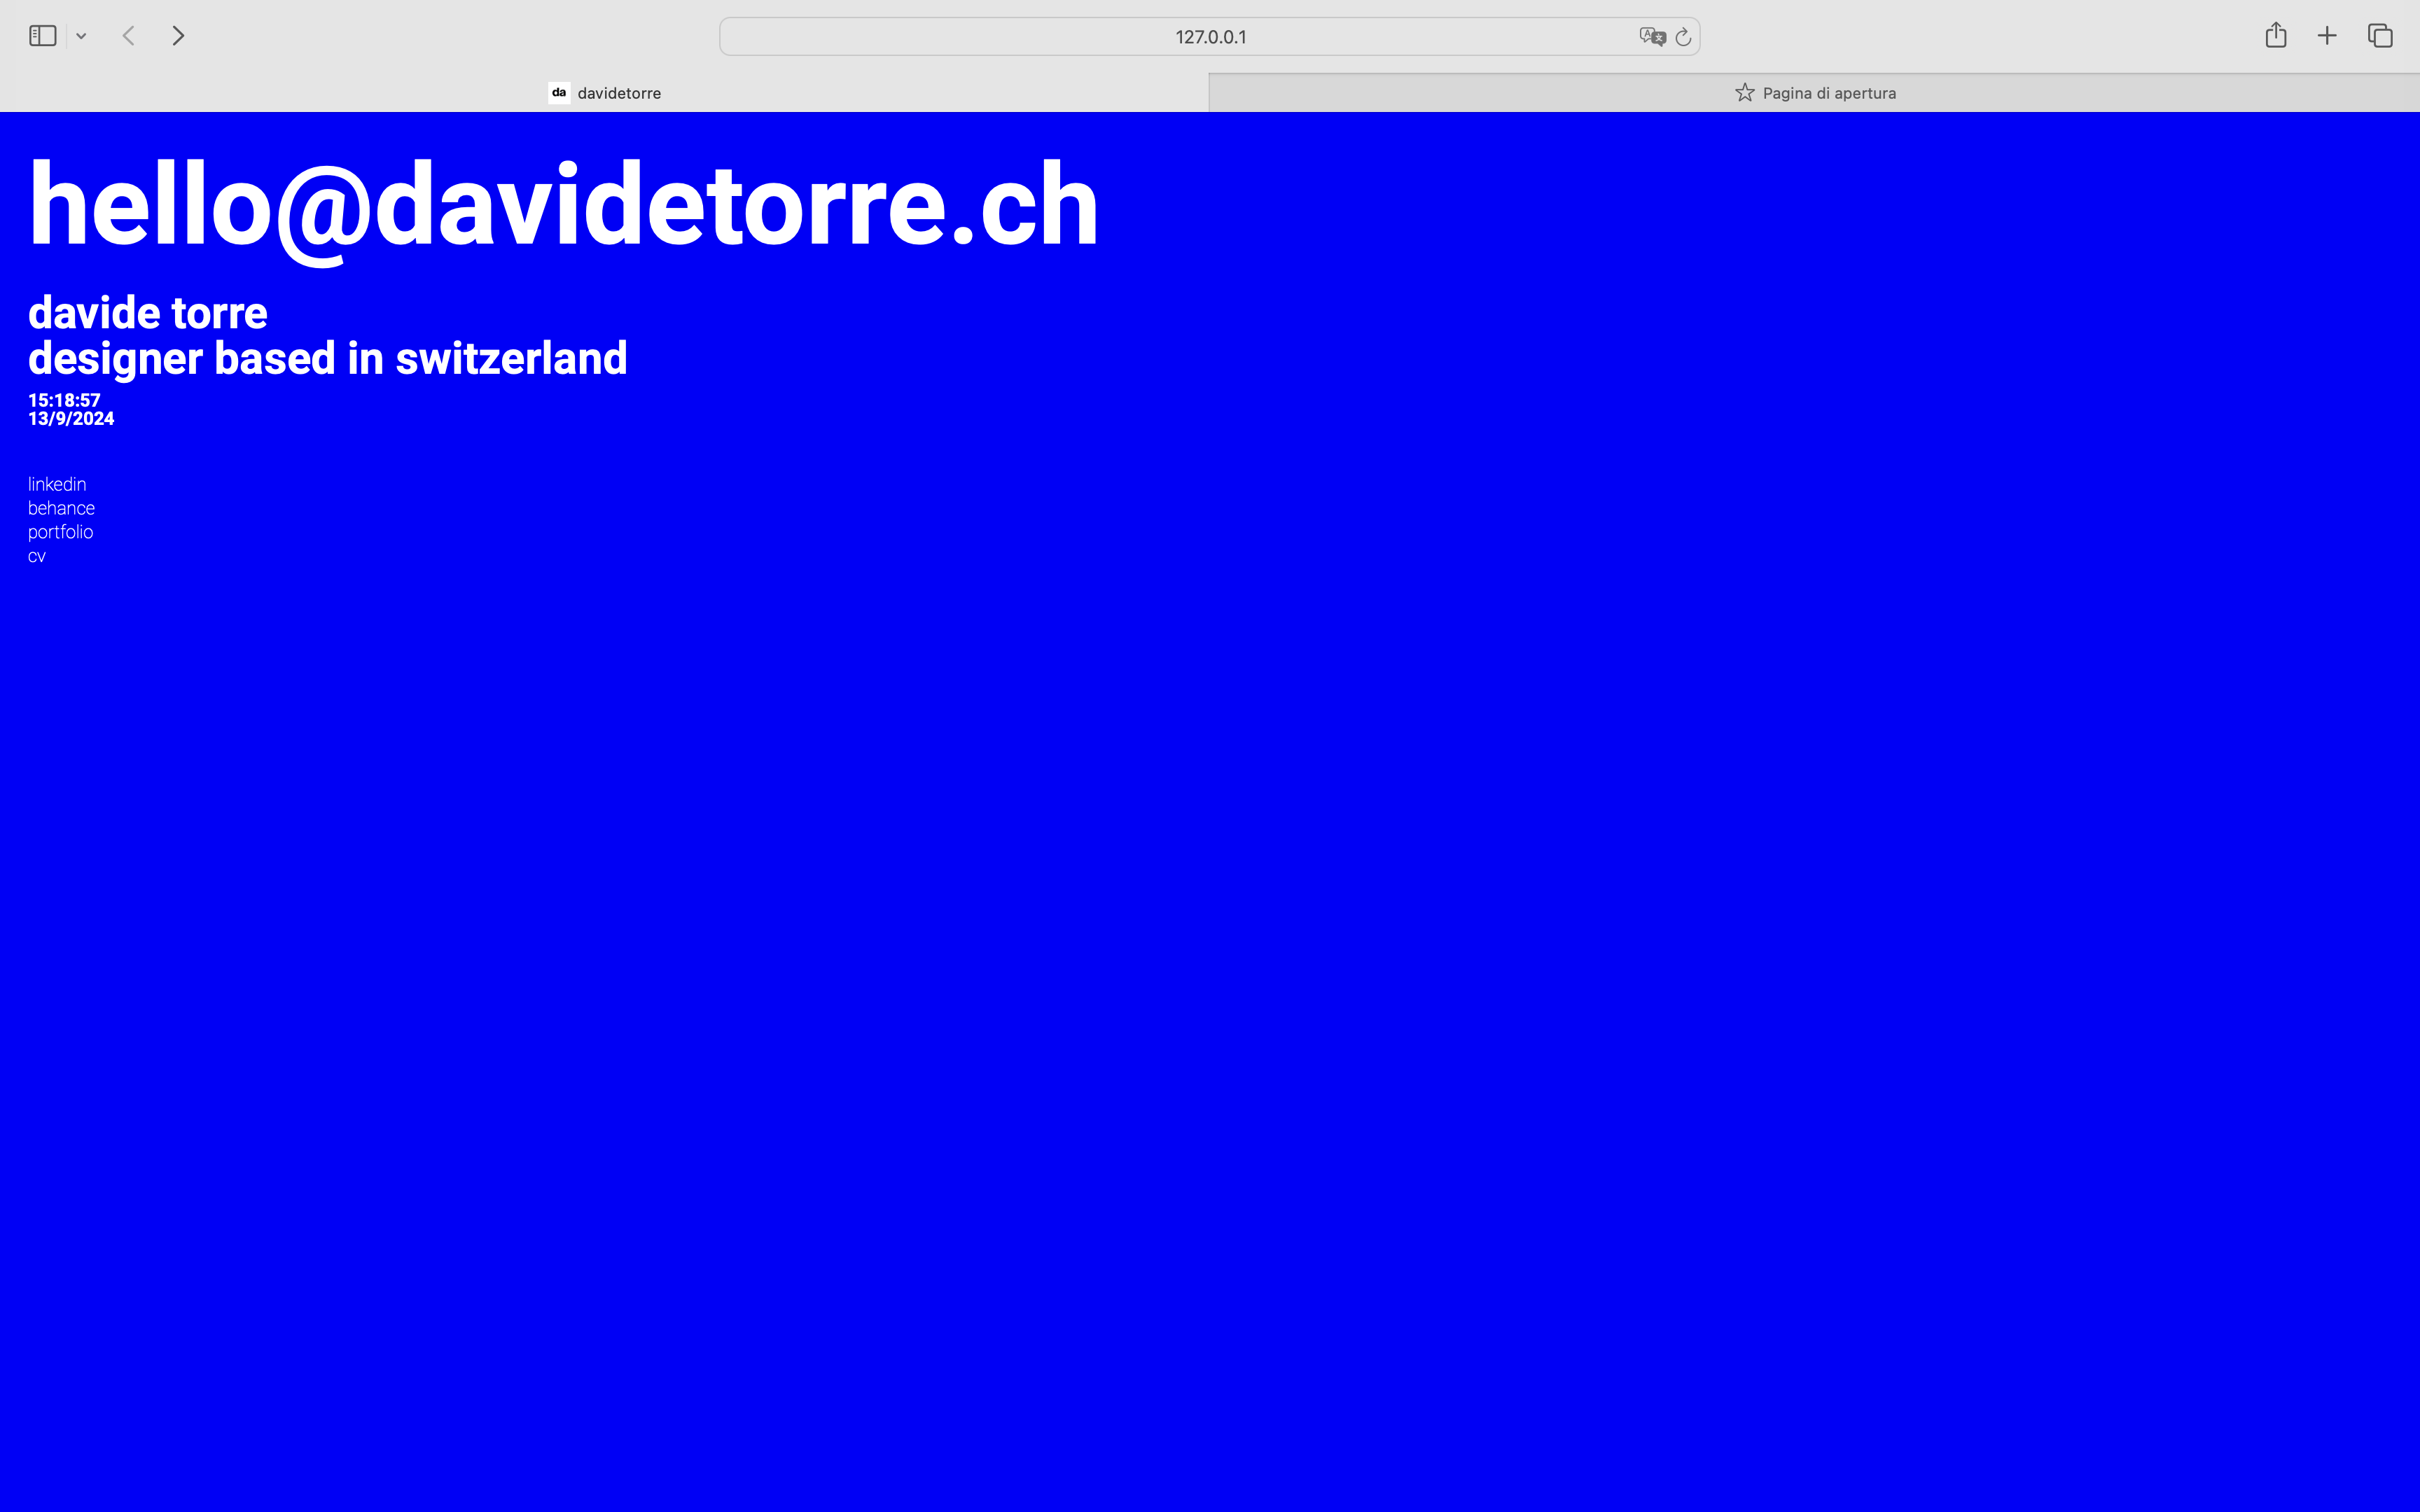 127.0.0.1
da davidetorre
Pagina di apertura
hello@davidetorre.ch
davide torre
designer based in switzerland
15:18:57
13/9/2024
linkedin
behance
portfolio
cv